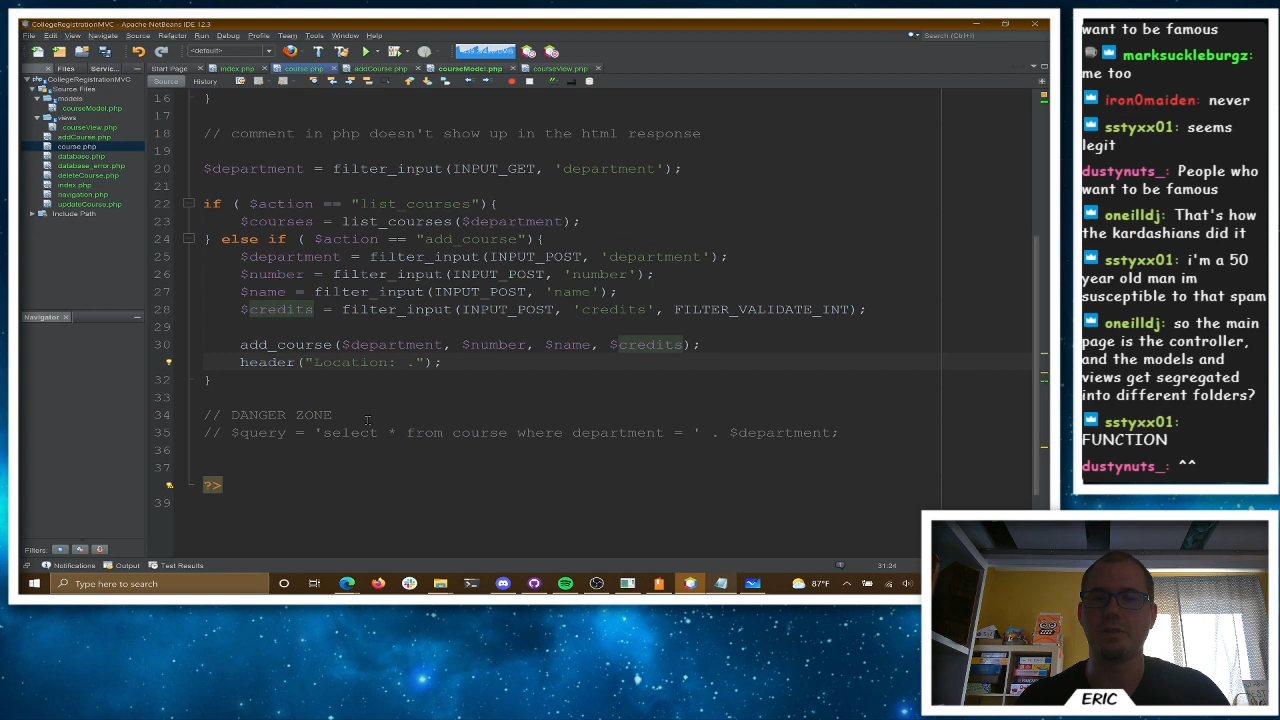 CollegeRegistrationMVC - Apache NetBeans IDE 12.3
File Edit View Navigate Source Refactor Run Debug Profile Team Tools Window Help
Search (Ctrl+I)
<default>
Files Servic...
Start Page index.php course.php addCourse.php courseModel.php courseView.php
Source History
CollegeRegistrationMVC
Source Files
models
courseModel.php
views
courseView.php
addCourse.php
course.php
database.php
database_error.php
deleteCourse.php
index.php
navigation.php
updateCourse.php
Include Path
Navigator
Filters:
16 }
17
18 // comment in php doesn't show up in the html response
19
20 $department = filter_input(INPUT_GET, 'department');
21
22 if ( $action == "list_courses"){
23 $courses = list_courses($department);
24 } else if ( $action == "add_course"){
25 $department = filter_input(INPUT_POST, 'department');
26 $number = filter_input(INPUT_POST, 'number');
27 $name = filter_input(INPUT_POST, 'name');
28 $credits = filter_input(INPUT_POST, 'credits', FILTER_VALIDATE_INT);
29
30 add_course($department, $number, $name, $credits);
header("Location: .");
32 }
33
34 // DANGER ZONE
35 // $query = 'select   from course where department = ' . $department;
36
37
?>
39
Notifications Output Test Results
31:24
Type here to search
87°F
want to be famous
marksuckleburgz:
me too
iron0maiden: never
sstyxx01: seems
legit
dustynuts_: People who
want to be famous
oneilldj: That's how
the kardashians did it
sstyxx01: i'm a 50
year old man im
susceptible to that spam
oneilldj: so the main
page is the controller,
and the models and
views get segregated
into different folders?
sstyxx01:
FUNCTION
dustynuts_: ^^
ERIC